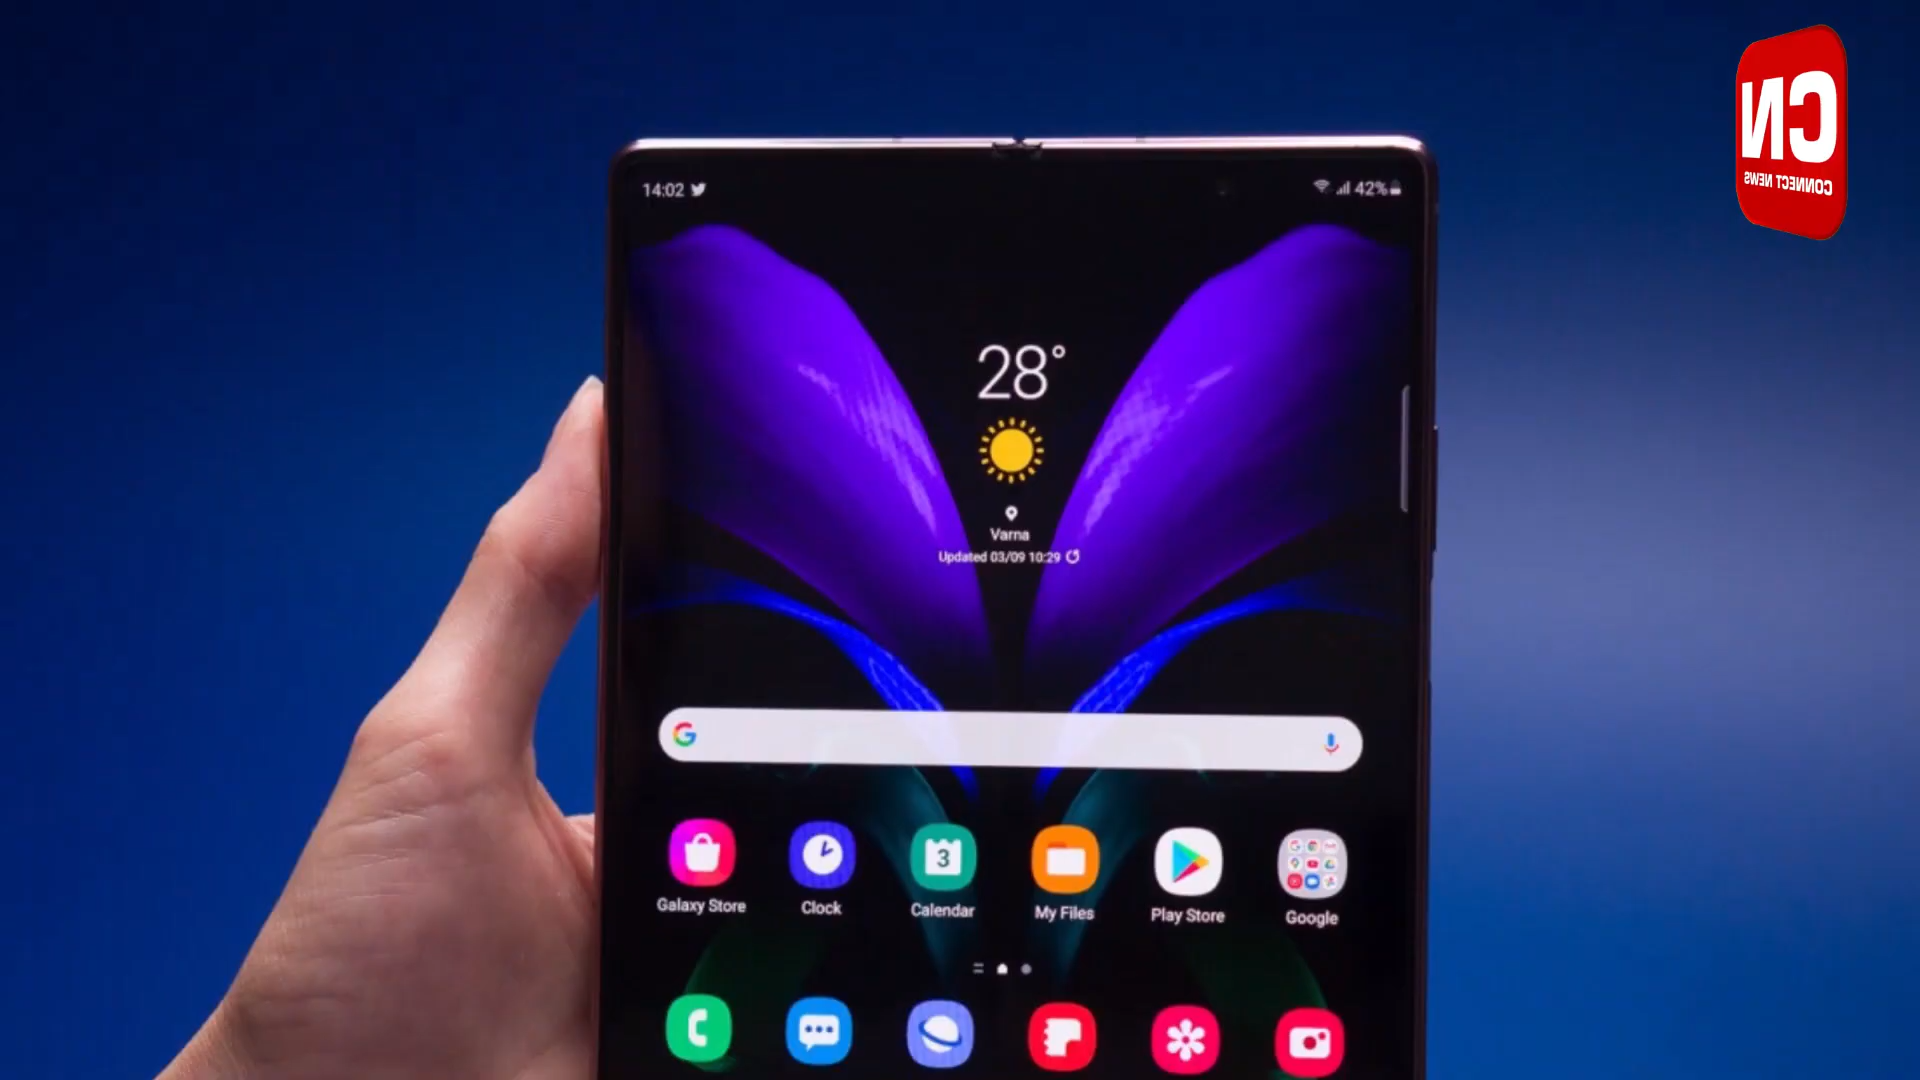 14:02
42%
CN
CONNECT NEWS
28°
Varna
Updated 03/09 10:29
G
Galaxy Store
Clock
3
Calendar
My Files
Play Store
Google